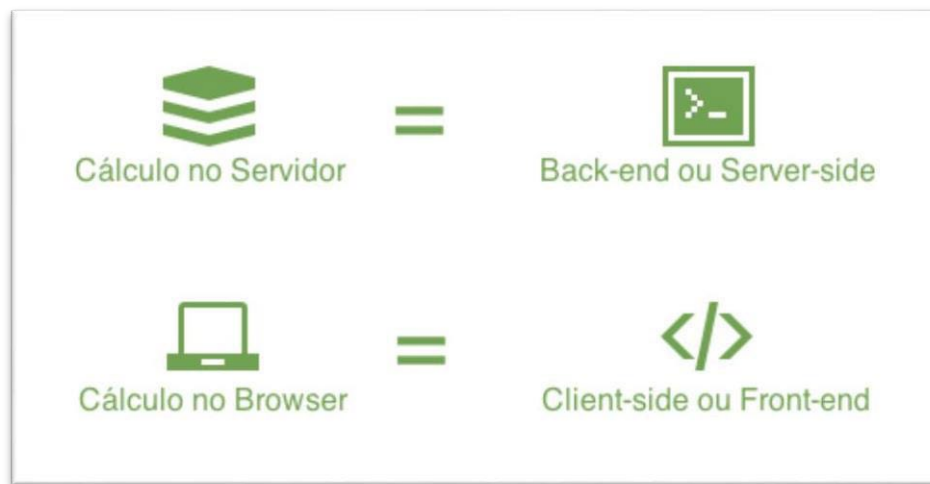 Cálculo no Servidor
=
Back-end ou Server-side
Cálculo no Browser
=
</>
Client-side ou Front-end